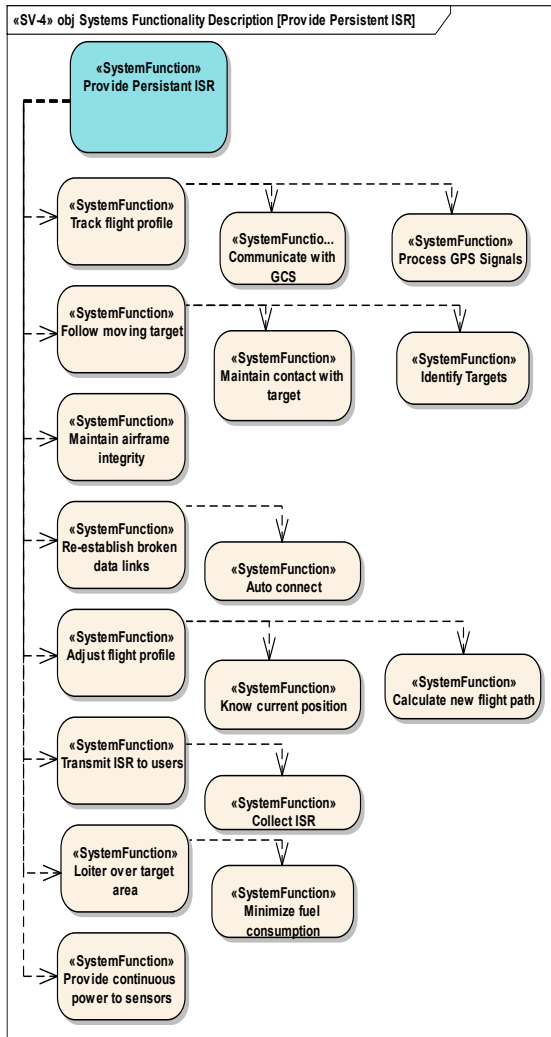 «SV-4» obj Systems Functionality Description [Provide Persistent ISR]
«SystemFunction»
Provide Persistant ISR
«SystemFunction»
Track flight profile
«SystemFunctio...
Communicate with
GCS
«SystemFunction»
Process GPS Signals
«SystemFunction»
Follow moving target
«SystemFunction»
Maintain contact with
target
«SystemFunction»
Identify Targets
«SystemFunction»
Maintain airframe
integrity
«SystemFunction»
Re-establish broken
data links
«SystemFunction»
Auto connect
«SystemFunction»
Adjust flight profile
«SystemFunction»
Know current position
«SystemFunction»
Calculate new flight path
«SystemFunction»
Transmit ISR to users
«SystemFunction»
Collect ISR
«SystemFunction»
Loiter over target
area
«SystemFunction»
Minimize fuel
consumption
«SystemFunction»
Provide continuous
power to sensors